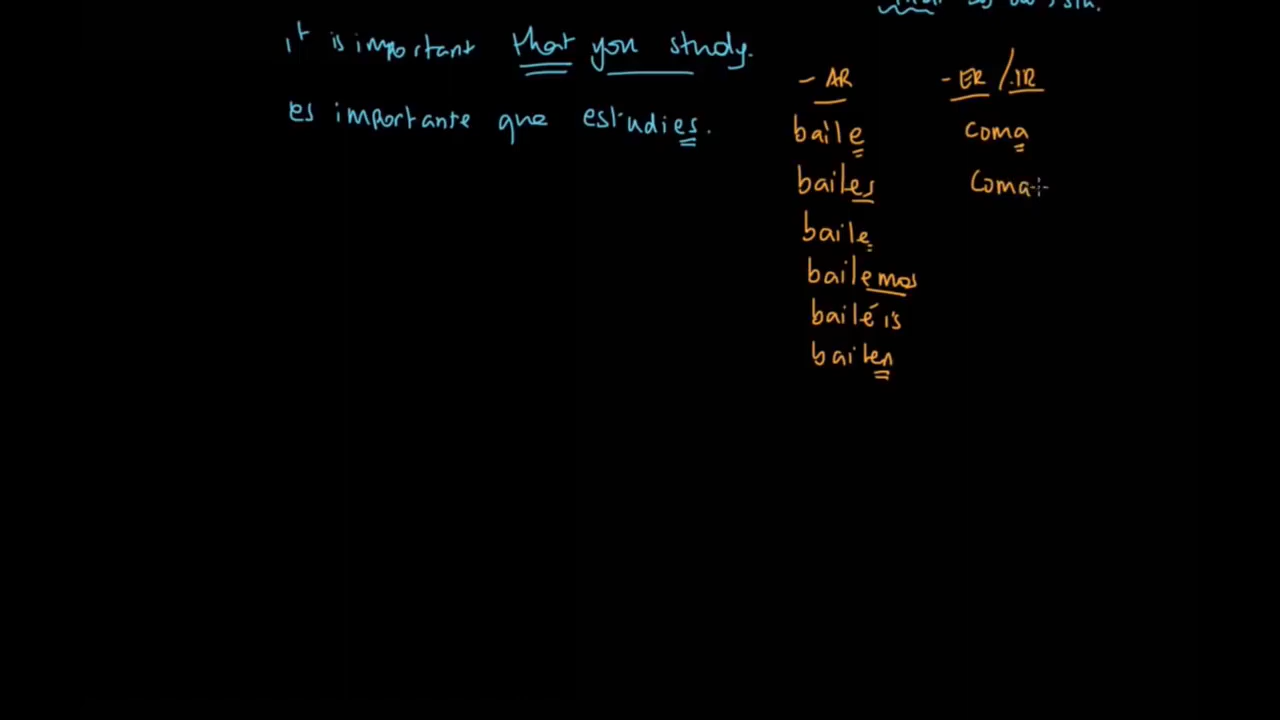 it is important that you study.
es importante que estudies.
- AR - ER / .IR
baile coma
bailes coma
baile
bailemos
bailéis
bailen